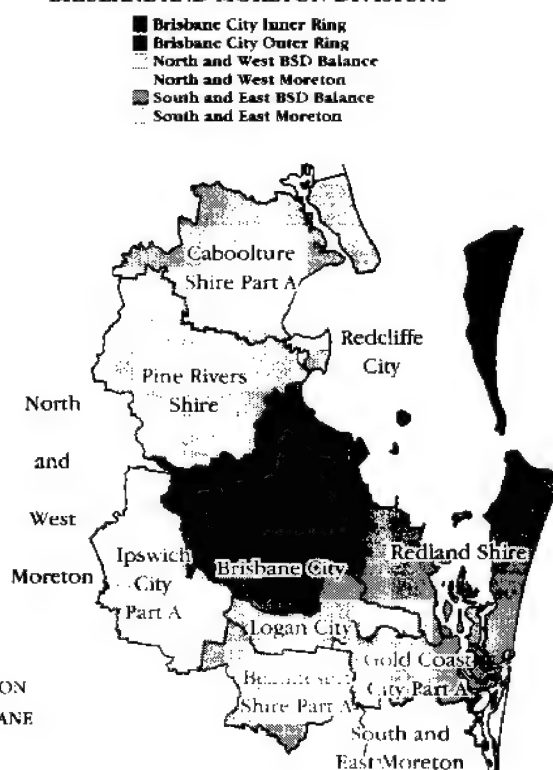 Brisbane City Inner Ring
Brisbane City Outer Ring
North and West BSD Balance
North and West Moreton
South and East BSD Balance
South and East Moreton
Caboolture
Shire Part A
Redcliffe
City
Pine Rivers
Shire
North
and
West
Moreton
Ipswich
City
Part A
Brisbane City
Redland Shire
Logan City
Gold Coast
City Part A
Shire Part A
South and
East Moreton
ON
ANE